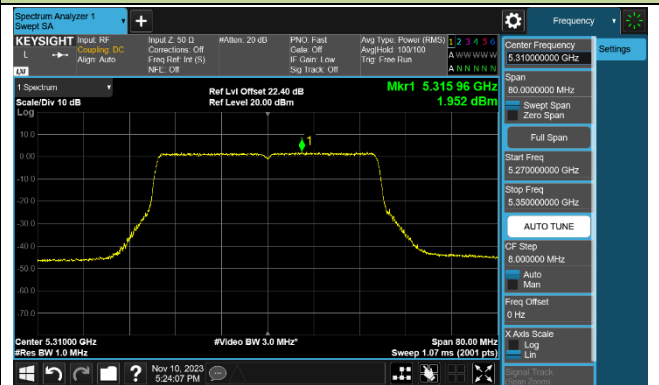 Spectrum Analyzer 1
Swept SA
Frequency
KEYSIGHT
L
LXI
Input: RF
Coupling: DC
Align: Auto
Input Z: 50 Ω
Corrections: Off
Freq Ref: Int (S)
NFE: Off
#Atten: 20 dB
PNO: Fast
Gate: Off
IF Gain: Low
Sig Track: Off
Avg Type: Power (RMS)
Avg|Hold: 100/100
Trig: Free Run
1 2 3 4 5 6
A W W W W W
A N N N N N
1 Spectrum
Scale/Div 10 dB
Log
Ref Lvl Offset 22.40 dB
Ref Level 20.00 dBm
Mkr1 5.315 96 GHz
1.952 dBm
1
10.0
0.00
-10.0
-20.0
-30.0
-40.0
-50.0
-60.0
-70.0
Center 5.31000 GHz
#Res BW 1.0 MHz
#Video BW 3.0 MHz*
Span 80.00 MHz
Sweep 1.07 ms (2001 pts)
Nov 10, 2023
5:24:07 PM
Center Frequency
5.310000000 GHz
Settings
Span
80.0000000 MHz
Swept Span
Zero Span
Full Span
Start Freq
5.270000000 GHz
Stop Freq
5.350000000 GHz
AUTO TUNE
CF Step
8.000000 MHz
Auto
Man
Freq Offset
0 Hz
X Axis Scale
Log
Lin
Signal Track
(Span Zoom)